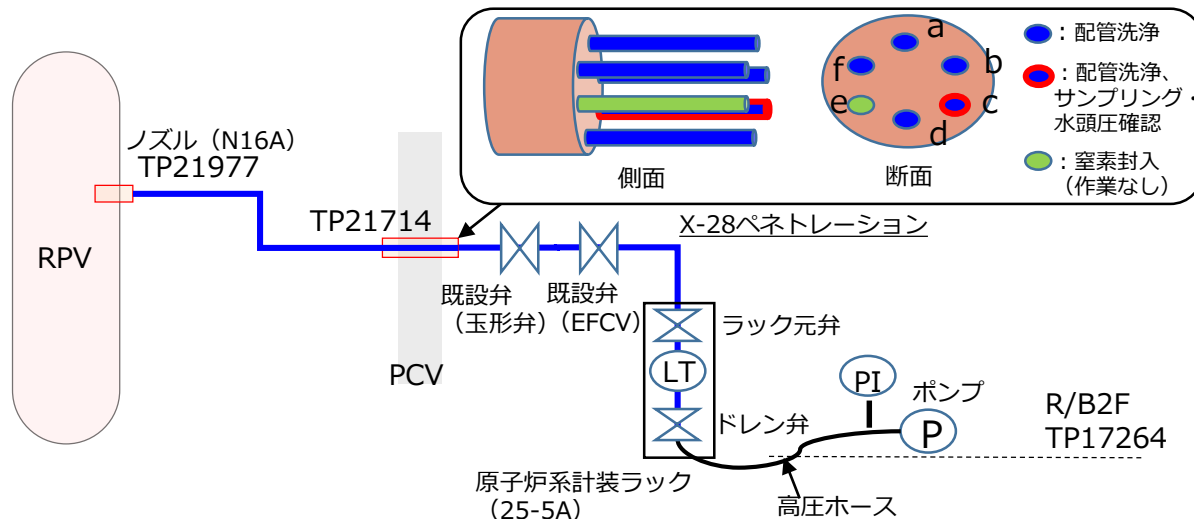 a
b
c
d
e
f
：配管洗浄
：配管洗浄、
サンプリング・
水頭圧確認
：窒素封入
（作業なし）
側面
断面
X-28ペネトレーション
ノズル（N16A）
TP21977
TP21714
RPV
PCV
既設弁
（玉形弁）
既設弁
（EFCV）
ラック元弁
LT
ドレン弁
PI
ポンプ
P
R/B2F
TP17264
原子炉系計装ラック
（25-5A）
高圧ホース